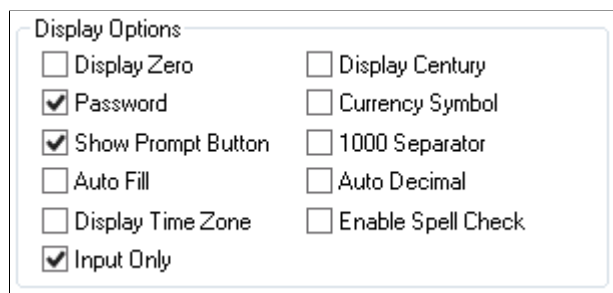 Display Options
Display Zero
Display Century
Password
Currency Symbol
Show Prompt Button
1000 Separator
Auto Fill
Auto Decimal
Display Time Zone
Enable Spell Check
Input Only